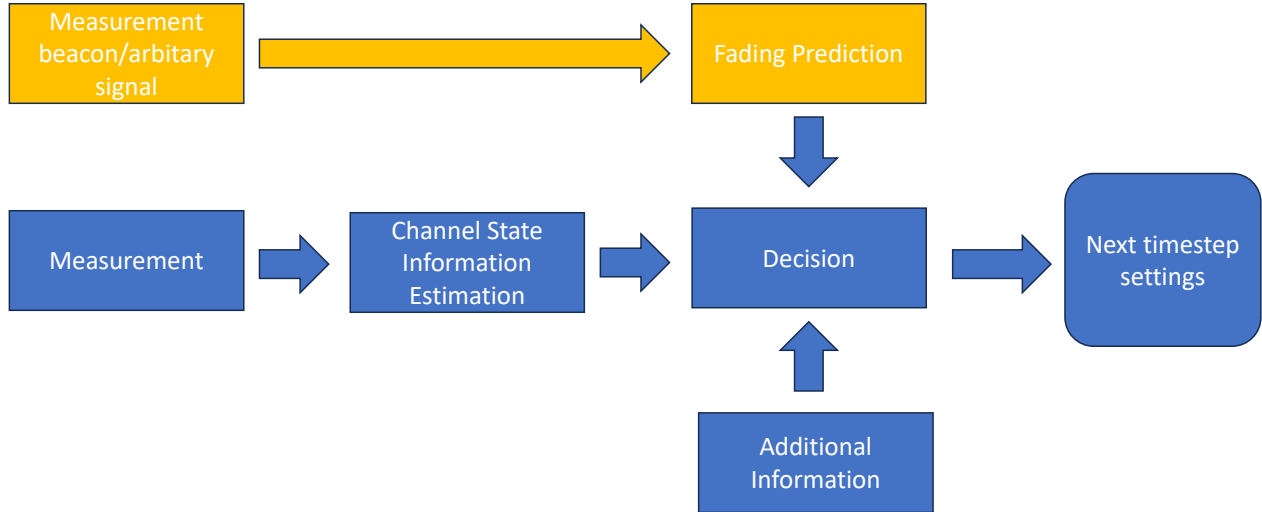 Measurement
beacon/arbitary
signal
Fading Prediction
Measurement
Channel State
Information
Estimation
Decision
Next timestep
settings
Additional
Information